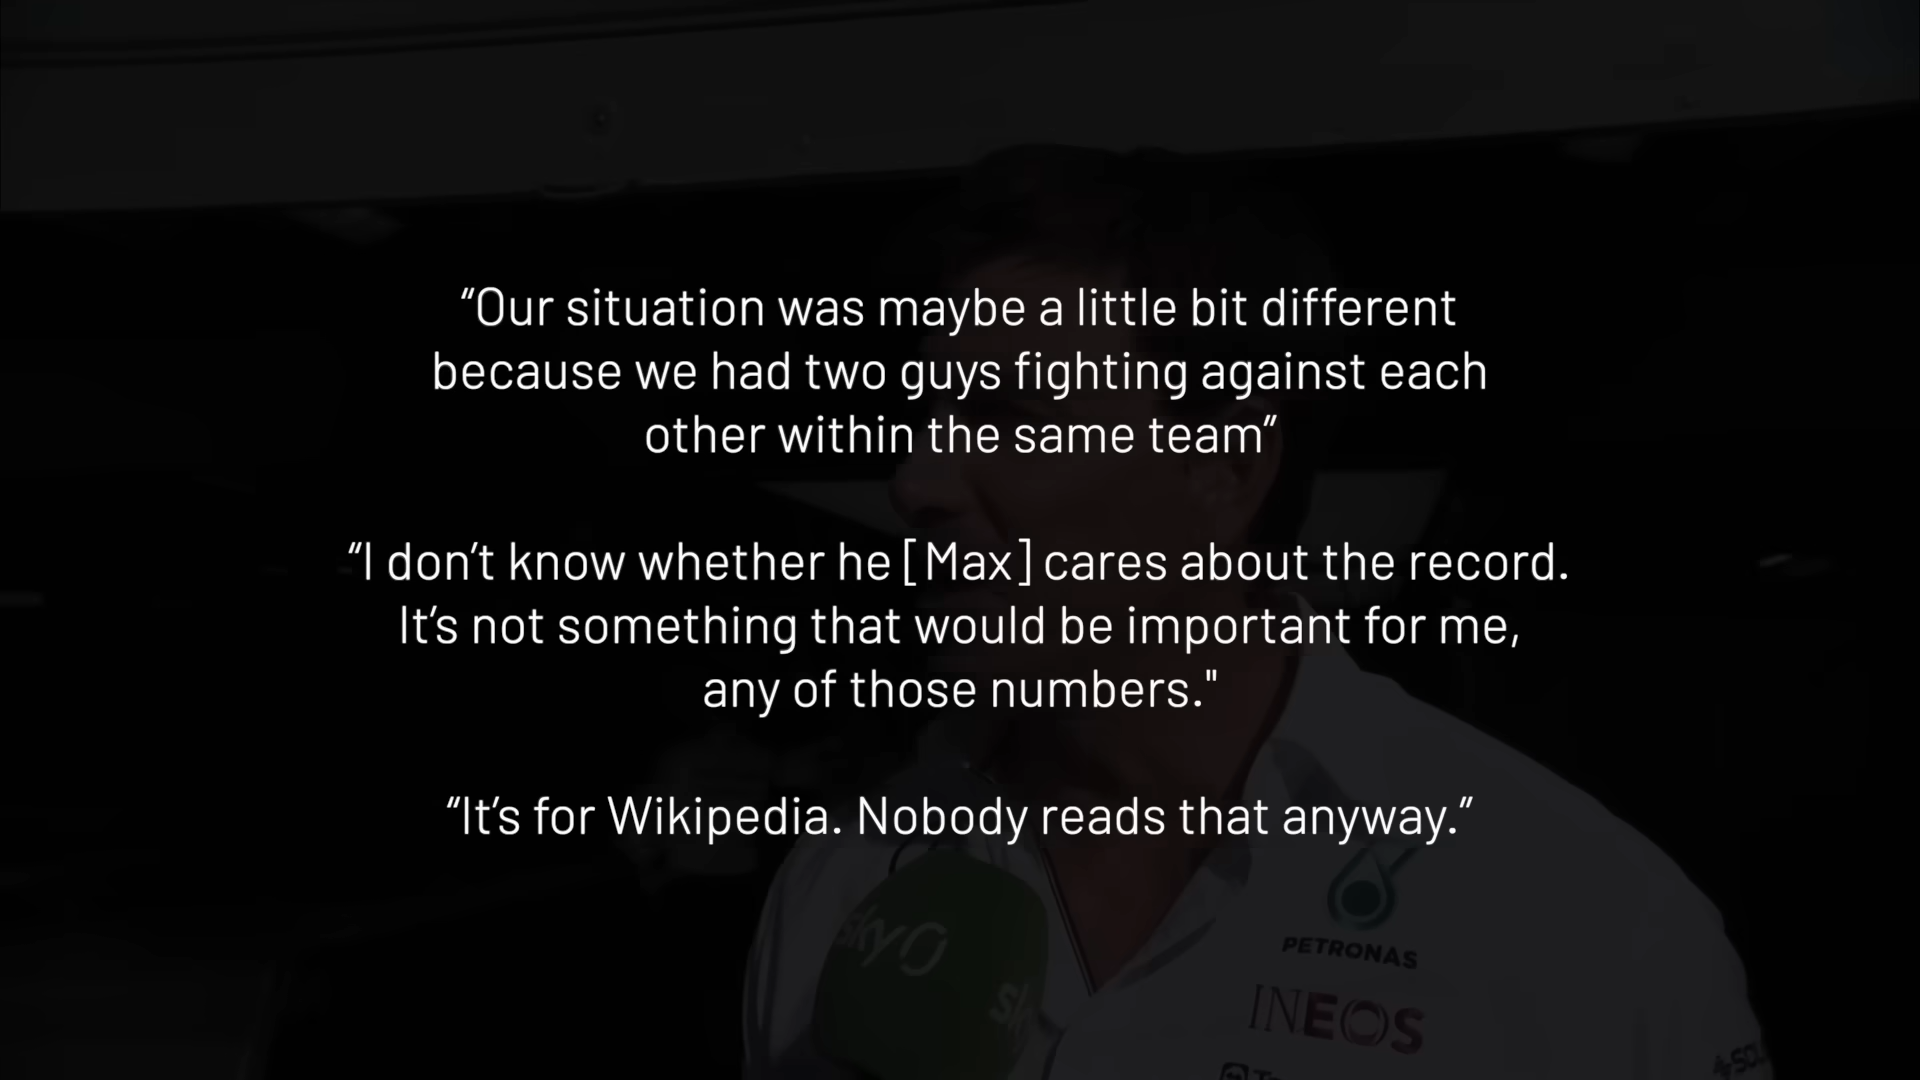 “Our situation was maybe a little bit different
because we had two guys fighting against each
other within the same team”
“I don’t know whether he [Max] cares about the record.
It’s not something that would be important for me,
any of those numbers."
“It’s for Wikipedia. Nobody reads that anyway.”
sky
sky
PETRONAS
INEOS